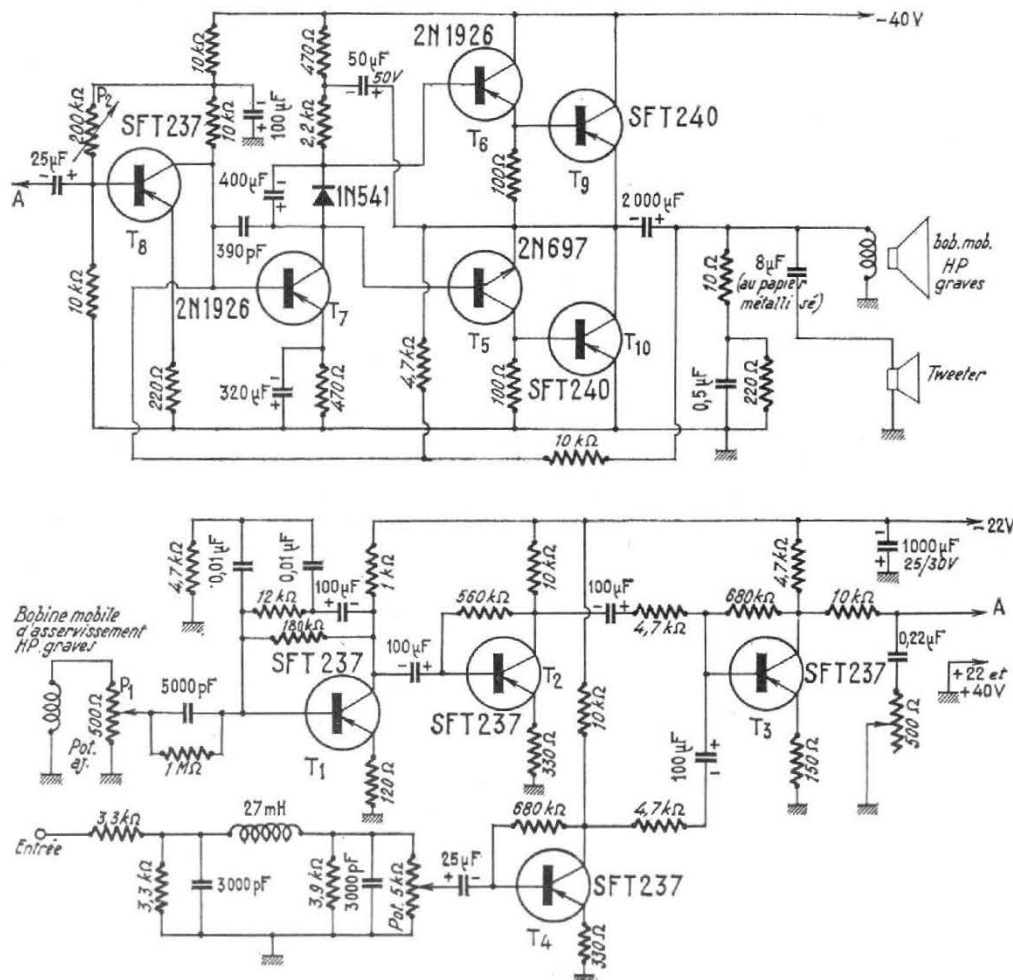 -40V
2N1926
10kΩ
470Ω
50µF
50V
P2
200kΩ
SFT237
10kΩ
100µF
2,2kΩ
T6
SFT240
25µF
400µF
1N541
100Ω
T9
A
T8
2000µF
390pF
2N697
8µF
(au papier
métallisé)
bob. mob.
HP
graves
10kΩ
2N1926
T7
10Ω
T5
T10
4,7kΩ
220Ω
320µF
470Ω
100Ω
SFT240
0,5µF
220Ω
Tweeter
10kΩ
-22V
4,7kΩ
0,01µF
0,01µF
100µF
1kΩ
10kΩ
4,7kΩ
1000µF
25/30V
12kΩ
560kΩ
100µF
680kΩ
10kΩ
A
Bobine mobile
d'asservissement
HP. graves
180kΩ
4,7kΩ
SFT237
100µF
0,22µF
P1
500Ω
Pot.
aj.
5000pF
T2
SFT237
SFT237
+22 et
+40V
1MΩ
T1
10kΩ
T3
500Ω
120Ω
330Ω
100µF
150Ω
3,3kΩ
27mH
680kΩ
4,7kΩ
Entrée
3,3kΩ
3000pF
3,9kΩ
3000pF
Pot. 5kΩ
25µF
SFT237
T4
330Ω